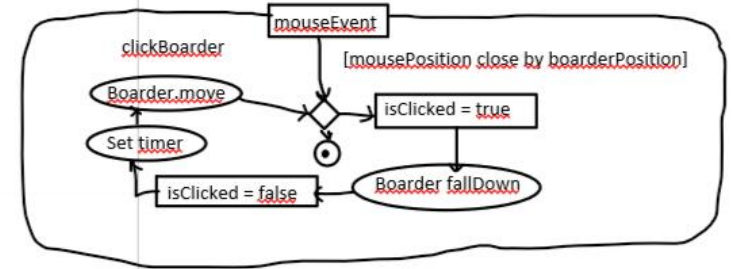 mouseEvent
clickBoarder
[mousePosition close by boarderPosition]
Boarder.move
isClicked = true
Set timer
Boarder fallDown
isClicked = false